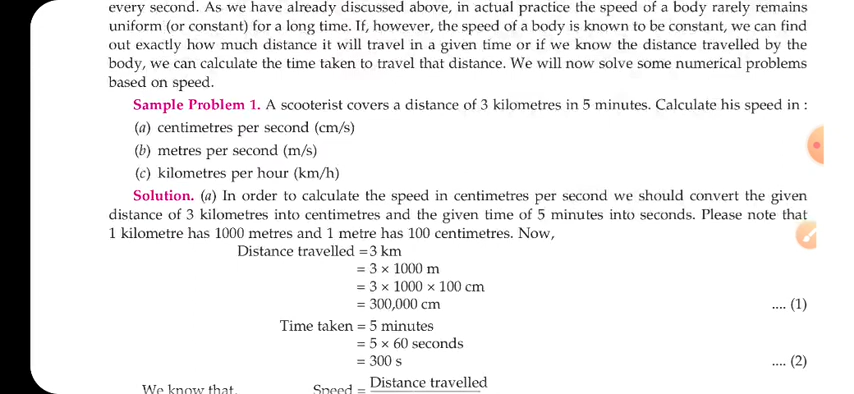 every second. As we have already discussed above, in actual practice the speed of a body rarely remains
uniform (or constant) for a long time. If, however, the speed of a body is known to be constant, we can find
out exactly how much distance it will travel in a given time or if we know the distance travelled by the
body, we can calculate the time taken to travel that distance. We will now solve some numerical problems
based on speed.
Sample Problem 1. A scooterist covers a distance of 3 kilometres in 5 minutes. Calculate his speed in :
(a) centimetres per second (cm/s)
(b) metres per second (m/s)
(c) kilometres per hour (km/h)
Solution. (a) In order to calculate the speed in centimetres per second we should convert the given
distance of 3 kilometres into centimetres and the given time of 5 minutes into seconds. Please note that
1 kilometre has 1000 metres and 1 metre has 100 centimetres. Now,
Distance travelled = 3 km
= 3 × 1000 m
= 3 × 1000 × 100 cm
= 300,000 cm .... (1)
Time taken = 5 minutes
= 5 × 60 seconds
= 300 s .... (2)
We know that, Speed = Distance travelled